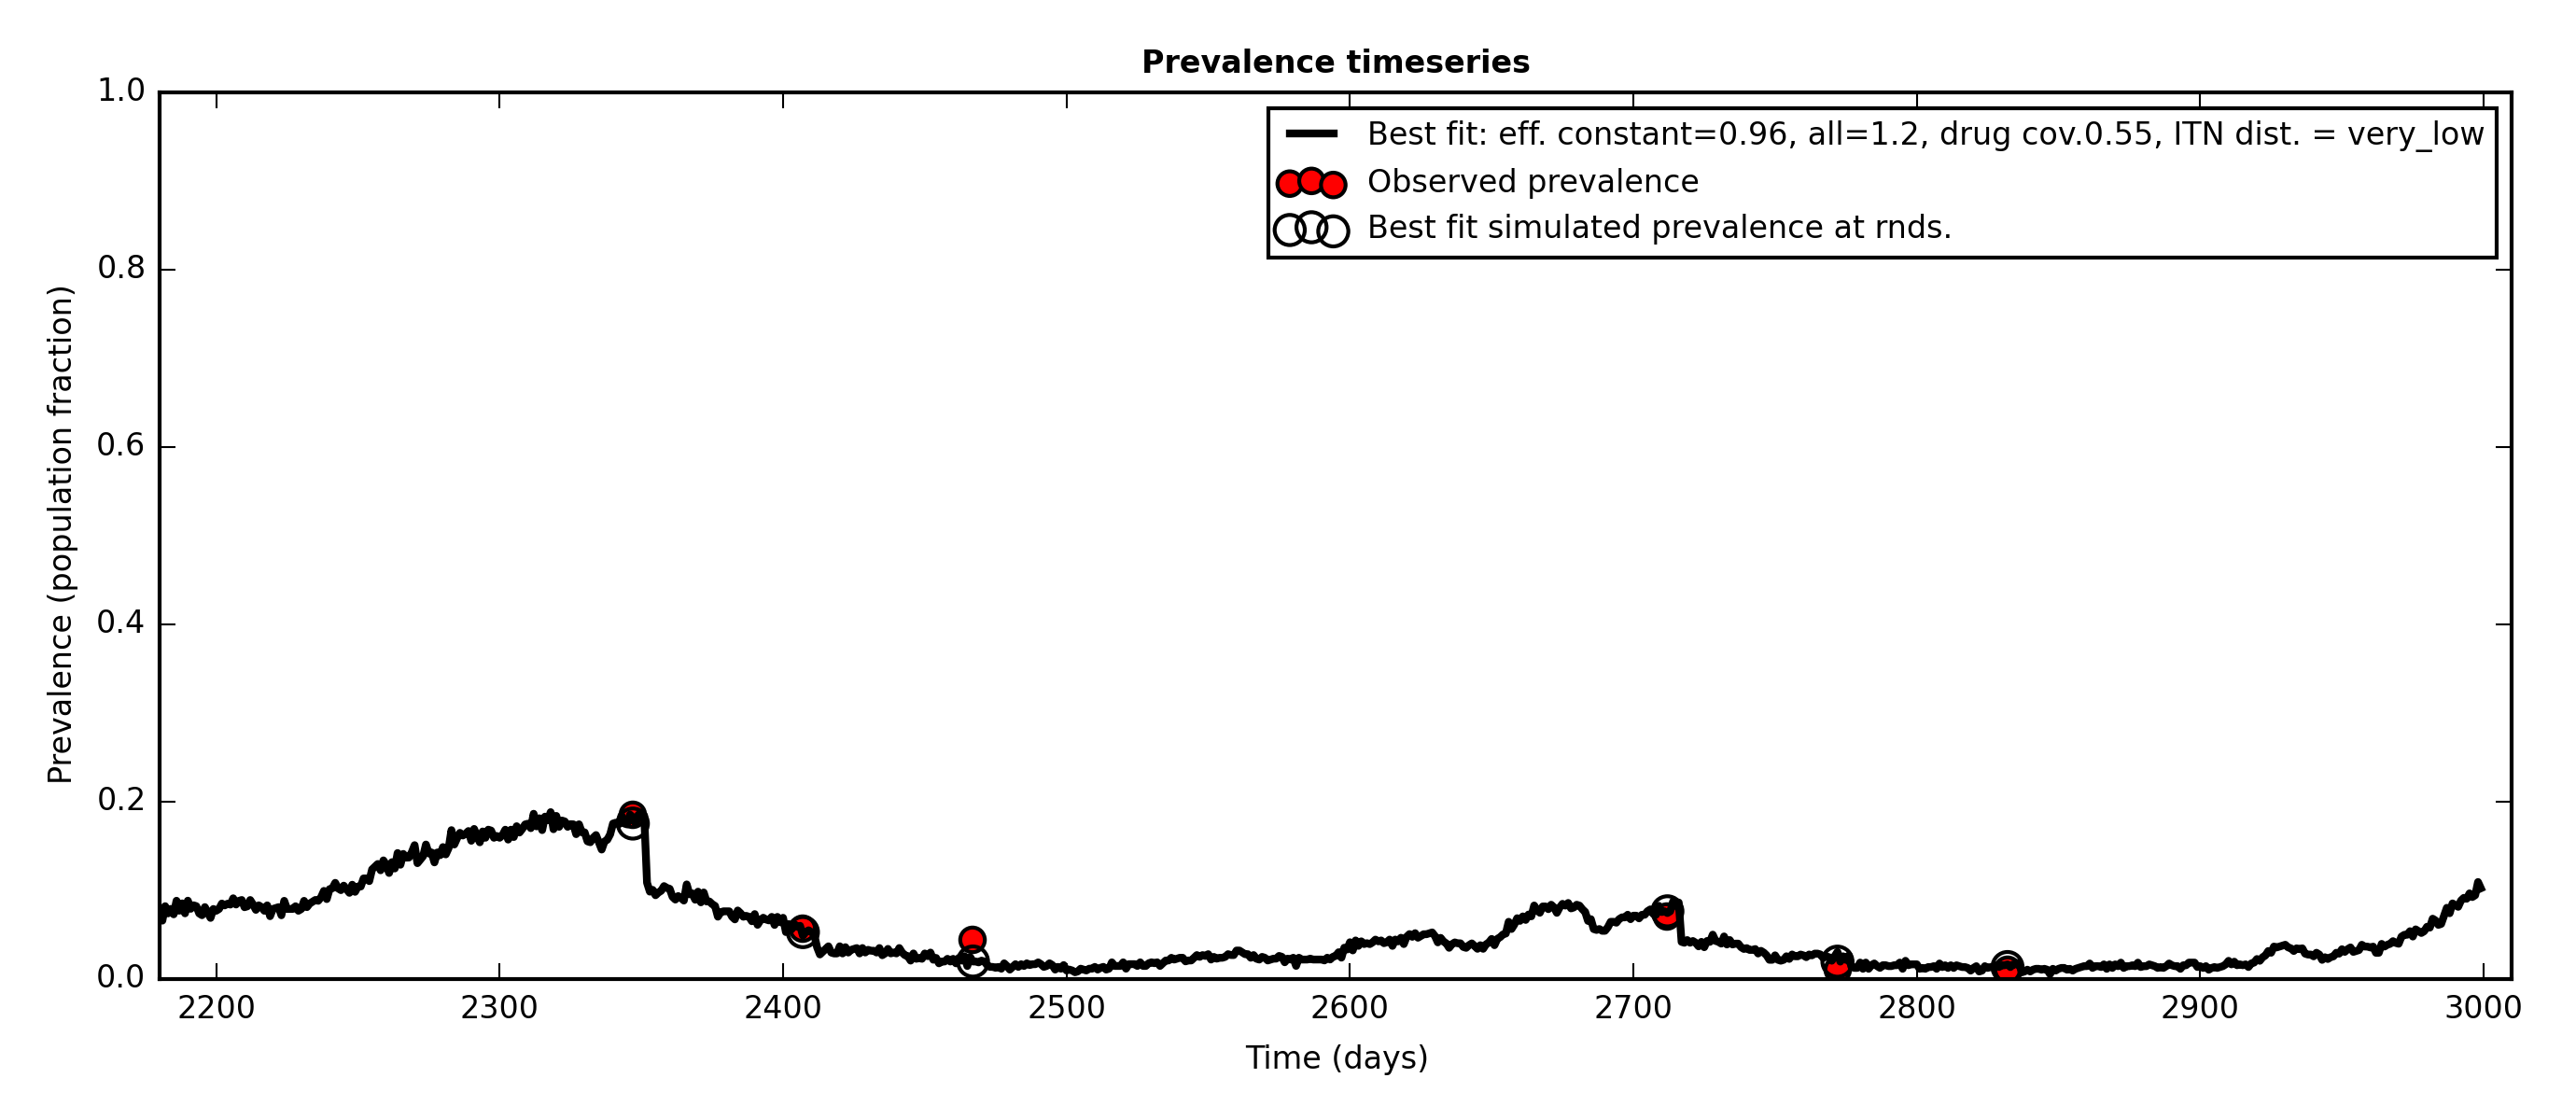 Prevalence timeseries
Best fit: eff. constant=0.96, all=1.2, drug cov.0.55, ITN dist. = very_low
Observed prevalence
Best fit simulated prevalence at rnds.
Prevalence (population fraction)
1.0
0.8
0.6
0.4
0.2
0.0
2200 2300 2400 2500 2600 2700 2800 2900 3000
Time (days)